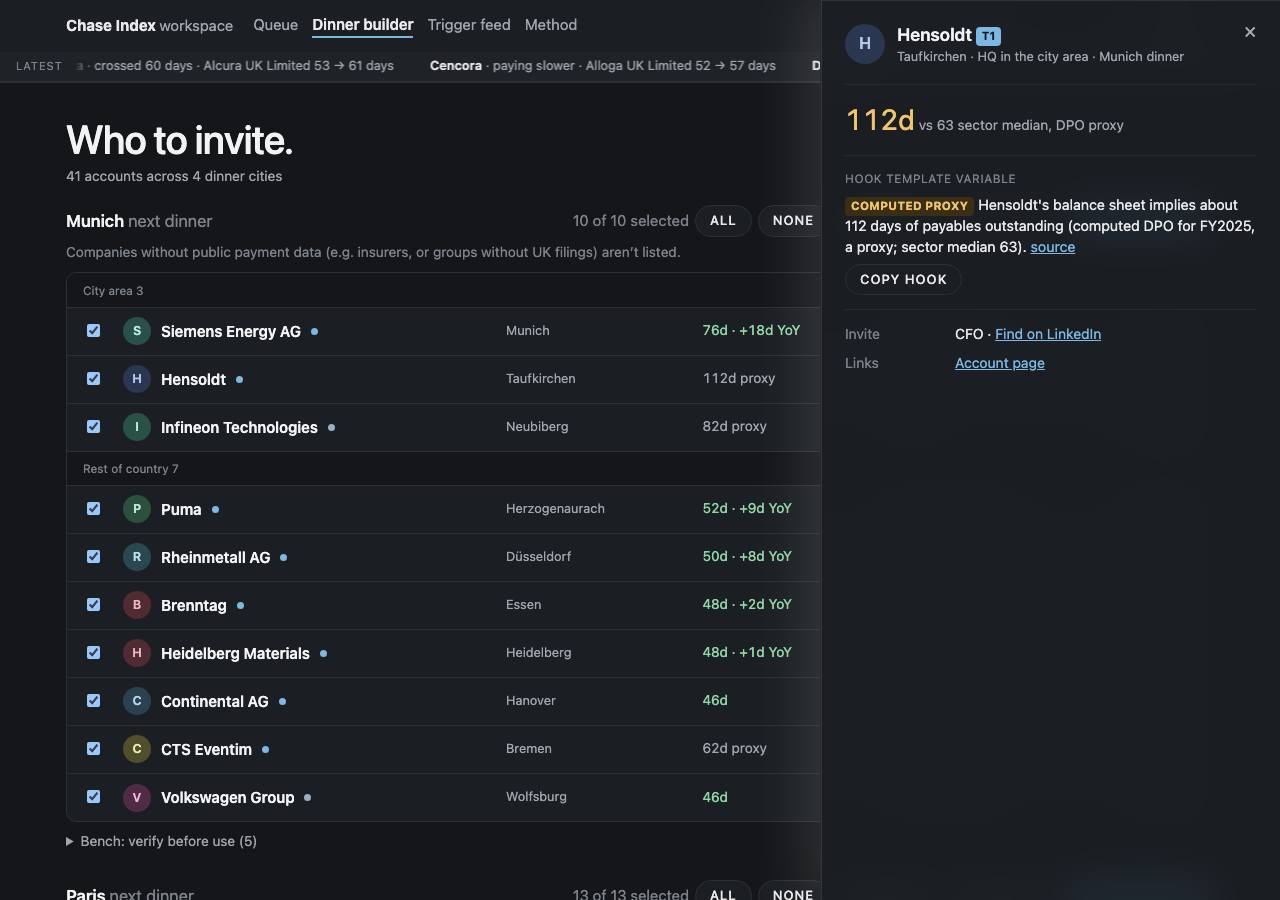 Chase Index workspace Queue Dinner builder Trigger feed Method
LATEST a · crossed 60 days · Alcura UK Limited 53 → 61 days Cencora · paying slower · Alloga UK Limited 52 → 57 days D
Who to invite.
41 accounts across 4 dinner cities
Munich next dinner 10 of 10 selected ALL NONE
Companies without public payment data (e.g. insurers, or groups without UK filings) aren’t listed.
City area 3
S Siemens Energy AG Munich 76d · +18d YoY
H Hensoldt Taufkirchen 112d proxy
I Infineon Technologies Neubiberg 82d proxy
Rest of country 7
P Puma Herzogenaurach 52d · +9d YoY
R Rheinmetall AG Düsseldorf 50d · +8d YoY
B Brenntag Essen 48d · +2d YoY
H Heidelberg Materials Heidelberg 48d · +1d YoY
C Continental AG Hanover 46d
C CTS Eventim Bremen 62d proxy
V Volkswagen Group Wolfsburg 46d
▶ Bench: verify before use (5)
Paris next dinner 13 of 13 selected ALL NONE
H Hensoldt T1 ×
Taufkirchen · HQ in the city area · Munich dinner
112d vs 63 sector median, DPO proxy
HOOK TEMPLATE VARIABLE
COMPUTED PROXY Hensoldt's balance sheet implies about
112 days of payables outstanding (computed DPO for FY2025,
a proxy; sector median 63). source
COPY HOOK
Invite CFO · Find on LinkedIn
Links Account page